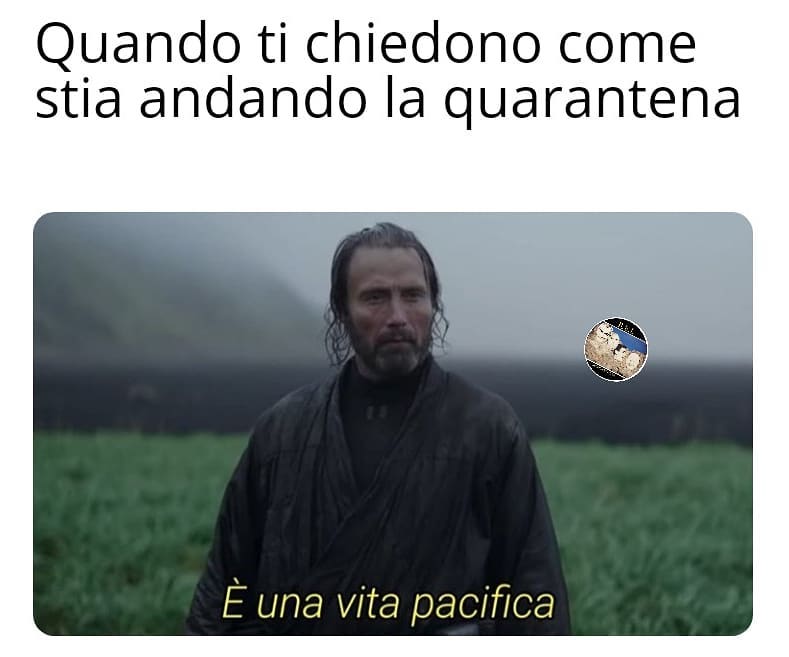 Quando ti chiedono come
stia andando la quarantena
È una vita pacifica